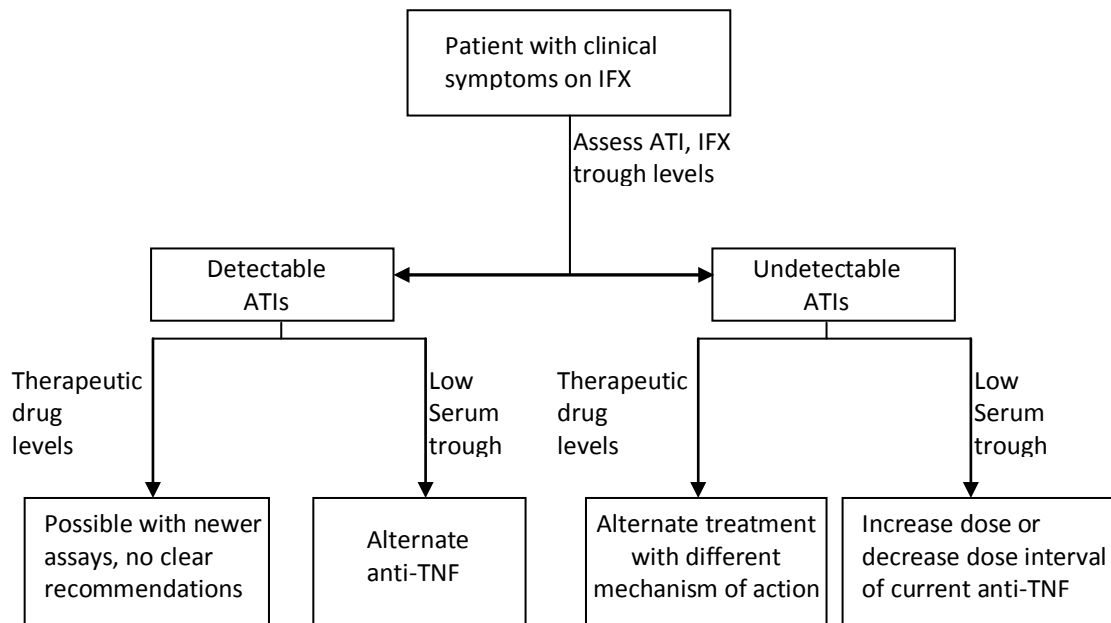 Patient with clinical
symptoms on IFX
Assess ATI, IFX
trough levels
Detectable
ATIs
Undetectable
ATIs
Therapeutic
drug
levels
Low
Serum
trough
Therapeutic
drug
levels
Low
Serum
trough
Possible with newer
assays, no clear
recommendations
Alternate
anti-TNF
Alternate treatment
with different
mechanism of action
Increase dose or
decrease dose interval
of current anti-TNF